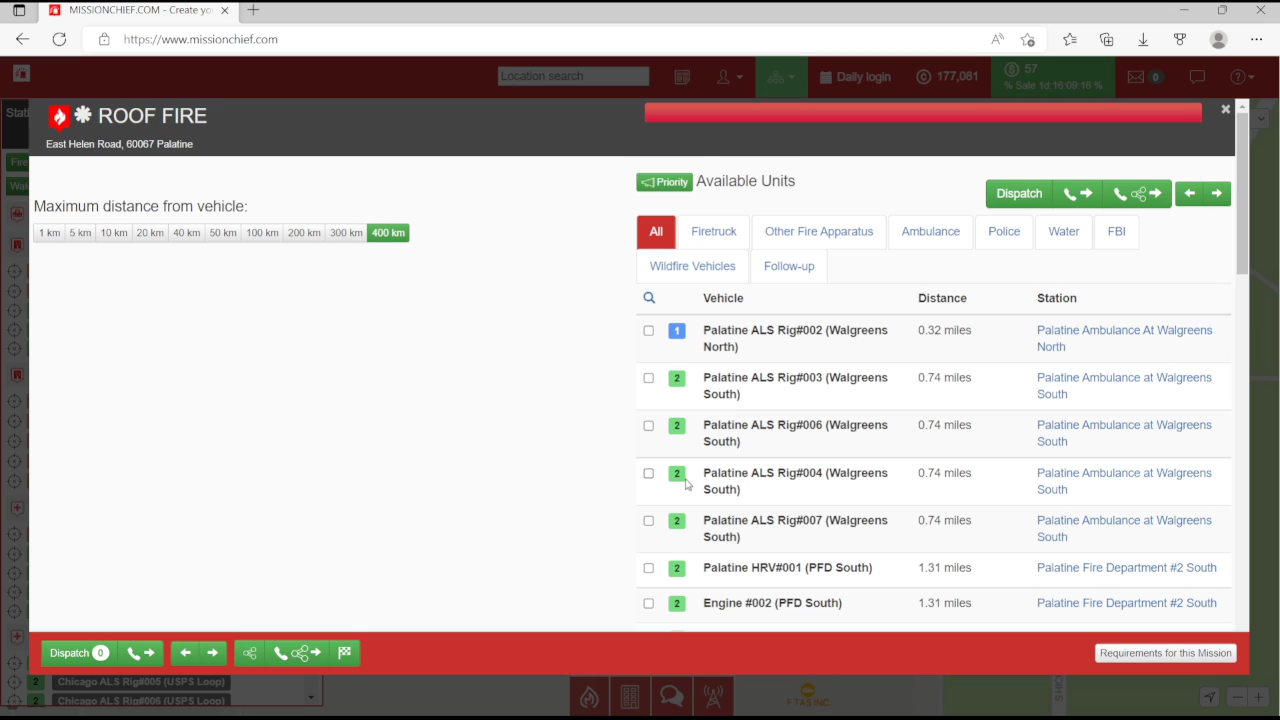 MISSIONCHIEF.COM - Create yo
https://www.missionchief.com
Location search
Daily login
177,081
57
% Sale 1d 16:09:16 %
0
Stati
ROOF FIRE
East Helen Road, 60067 Palatine
Fire
Wat
Maximum distance from vehicle:
1 km 5 km 10 km 20 km 40 km 50 km 100 km 200 km 300 km 400 km
Priority Available Units
Dispatch
All Firetruck Other Fire Apparatus Ambulance Police Water FBI
Wildfire Vehicles Follow-up
Vehicle Distance Station
1 Palatine ALS Rig#002 (Walgreens North) 0.32 miles Palatine Ambulance At Walgreens North
2 Palatine ALS Rig#003 (Walgreens South) 0.74 miles Palatine Ambulance at Walgreens South
2 Palatine ALS Rig#006 (Walgreens South) 0.74 miles Palatine Ambulance at Walgreens South
2 Palatine ALS Rig#004 (Walgreens South) 0.74 miles Palatine Ambulance at Walgreens South
2 Palatine ALS Rig#007 (Walgreens South) 0.74 miles Palatine Ambulance at Walgreens South
2 Palatine HRV#001 (PFD South) 1.31 miles Palatine Fire Department #2 South
2 Engine #002 (PFD South) 1.31 miles Palatine Fire Department #2 South
Dispatch 0
Requirements for this Mission
2 Chicago ALS Rig#005 (USPS Loop)
2 Chicago ALS Rig#006 (USPS Loop)